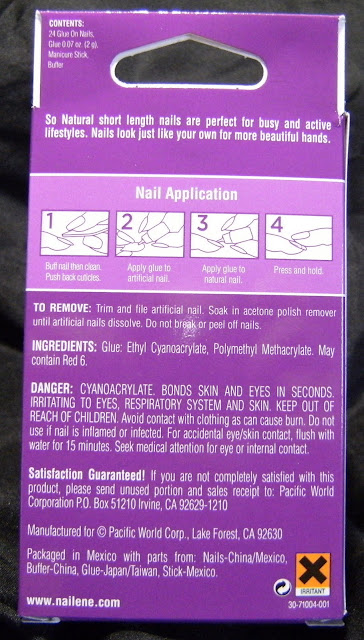 CONTENTS:
24 Glue On Nails,
Glue 0.07 oz. (2 g),
Manicure Stick,
Buffer
So Natural short length nails are perfect for busy and active
lifestyles. Nails look just like your own for more beautiful hands.
Nail Application
1 2 3 4
Buff nail then clean. Apply glue to Apply glue to Press and hold.
Push back cuticles. artificial nail. natural nail.
TO REMOVE: Trim and file artificial nail. Soak in acetone polish remover
until artificial nails dissolve. Do not break or peel off nails.
INGREDIENTS: Glue: Ethyl Cyanoacrylate, Polymethyl Methacrylate. May
contain Red 6.
DANGER: CYANOACRYLATE. BONDS SKIN AND EYES IN SECONDS.
IRRITATING TO EYES, RESPIRATORY SYSTEM AND SKIN. KEEP OUT OF
REACH OF CHILDREN. Avoid contact with clothing as can cause burn. Do not
use if nail is inflamed or infected. For accidental eye/skin contact, flush with
water for 15 minutes. Seek medical attention for eye or internal contact.
Satisfaction Guaranteed! If you are not completely satisfied with this
product, please send unused portion and sales receipt to: Pacific World
Corporation P.O. Box 51210 Irvine, CA 92629-1210
Manufactured for © Pacific World Corp., Lake Forest, CA 92630
Packaged in Mexico with parts from: Nails-China/Mexico,
Buffer-China, Glue-Japan/Taiwan, Stick-Mexico.
IRRITANT
www.nailene.com 30-71004-001